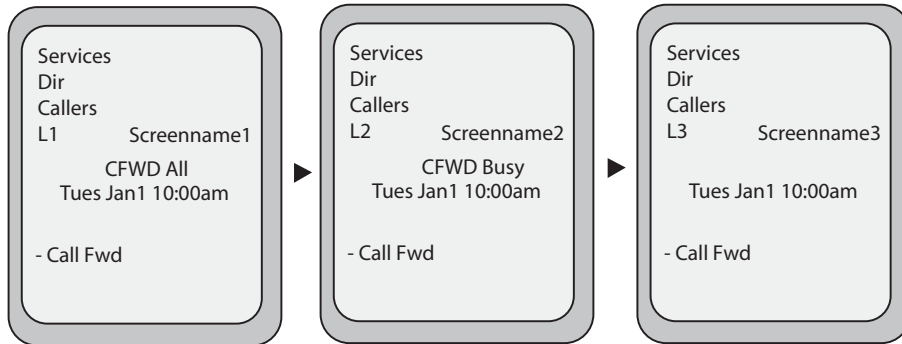 Services
Dir
Callers
L1 Screenname1
CFWD All
Tues Jan1 10:00am
- Call Fwd
Services
Dir
Callers
L2 Screenname2
CFWD Busy
Tues Jan1 10:00am
- Call Fwd
Services
Dir
Callers
L3 Screenname3
Tues Jan1 10:00am
- Call Fwd